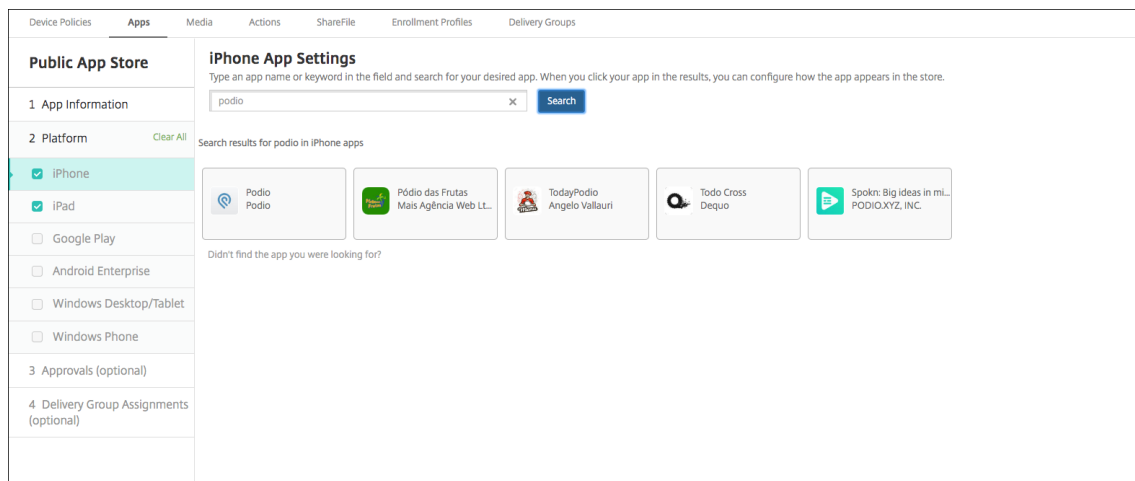 Device Policies Apps Media Actions ShareFile Enrollment Profiles Delivery Groups
Public App Store
1 App Information
2 Platform Clear All
iPhone
iPad
Google Play
Android Enterprise
Windows Desktop/Tablet
Windows Phone
3 Approvals (optional)
4 Delivery Group Assignments
(optional)
iPhone App Settings
Type an app name or keyword in the field and search for your desired app. When you click your app in the results, you can configure how the app appears in the store.
podio Search
Search results for podio in iPhone apps
Podio
Podio
Pódio das Frutas
Mais Agência Web Lt...
TodayPodio
Angelo Vallauri
Todo Cross
Dequo
Spokn: Big ideas in mi...
PODIO.XYZ, INC.
Didn't find the app you were looking for?